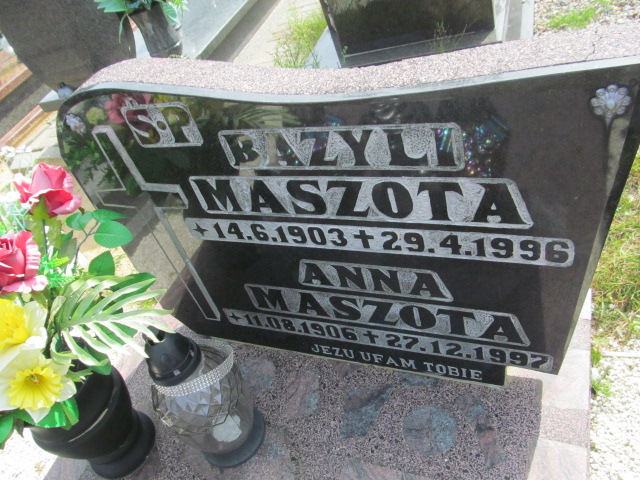 Ś.P.
BAZYLI
MASZOTA
* 14.6.1903 + 29.4.1996
ANNA
MASZOTA
* 11.08.1906 + 27.12.1997
JEZU UFAM TOBIE